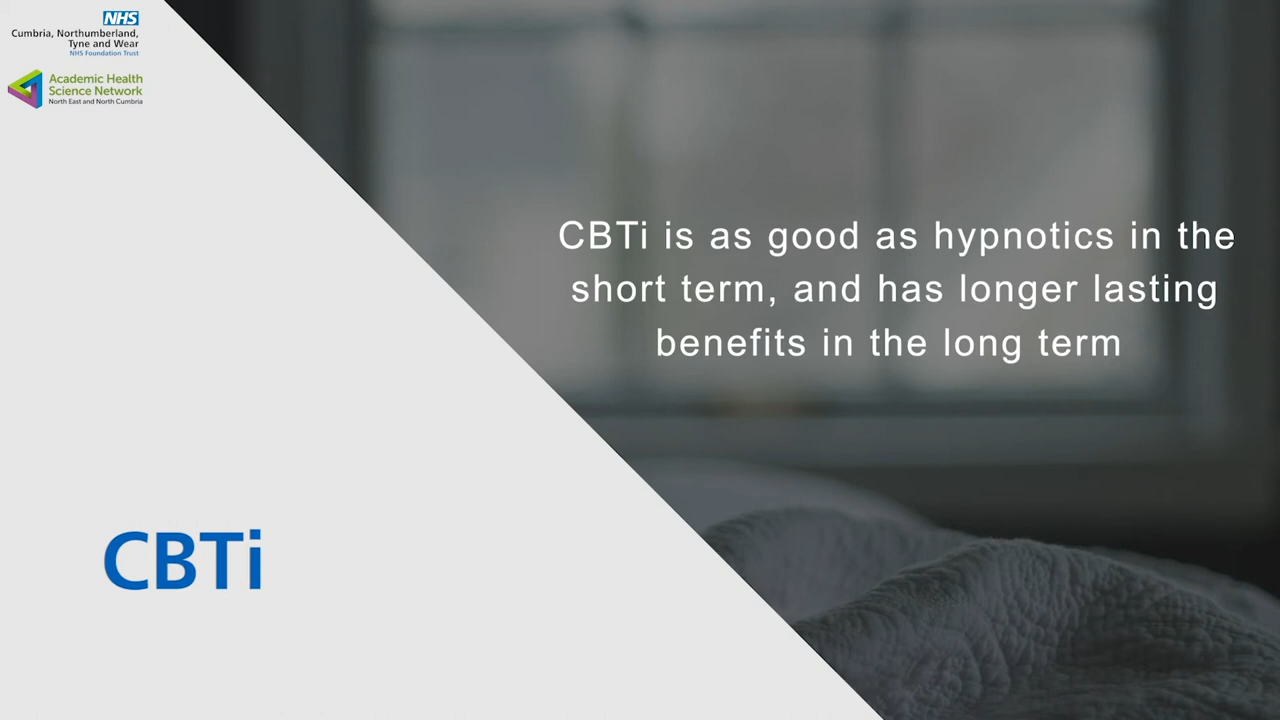 NHS
Cumbria, Northumberland,
Tyne and Wear
NHS Foundation Trust
Academic Health
Science Network
North East and North Cumbria
CBTi is as good as hypnotics in the
short term, and has longer lasting
benefits in the long term
CBTi